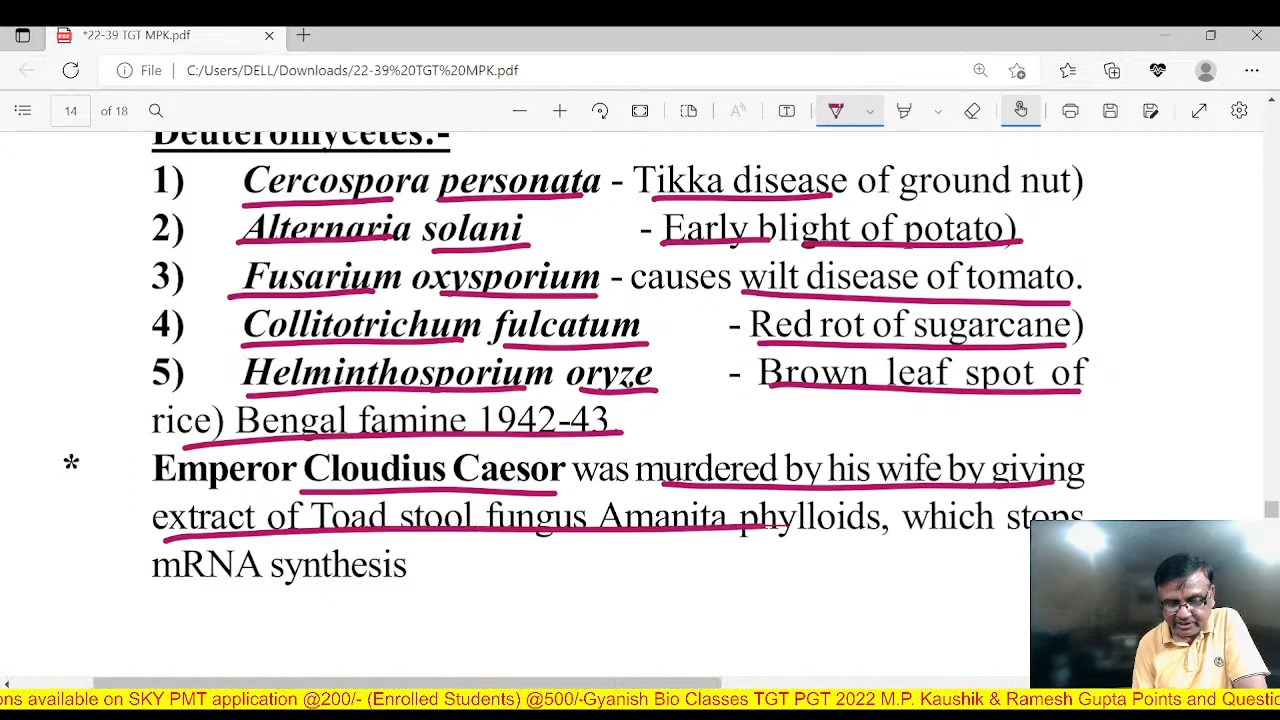 *22-39 TGT MPK.pdf
File C:/Users/DELL/Downloads/22-39%20TGT%20MPK.pdf
14 of 18
Deuteromycetes:-
1) Cercospora personata - Tikka disease of ground nut)
2) Alternaria solani - Early blight of potato)
3) Fusarium oxysporium - causes wilt disease of tomato.
4) Collitotrichum fulcatum - Red rot of sugarcane)
5) Helminthosporium oryze - Brown leaf spot of
rice) Bengal famine 1942-43.
* Emperor Cloudius Caesor was murdered by his wife by giving
extract of Toad stool fungus Amanita phylloids, which stops
mRNA synthesis
ons available on SKY PMT application @200/- (Enrolled Students) @500/-Gyanish Bio Classes TGT PGT 2022 M.P. Kaushik & Ramesh Gupta Points and Questio